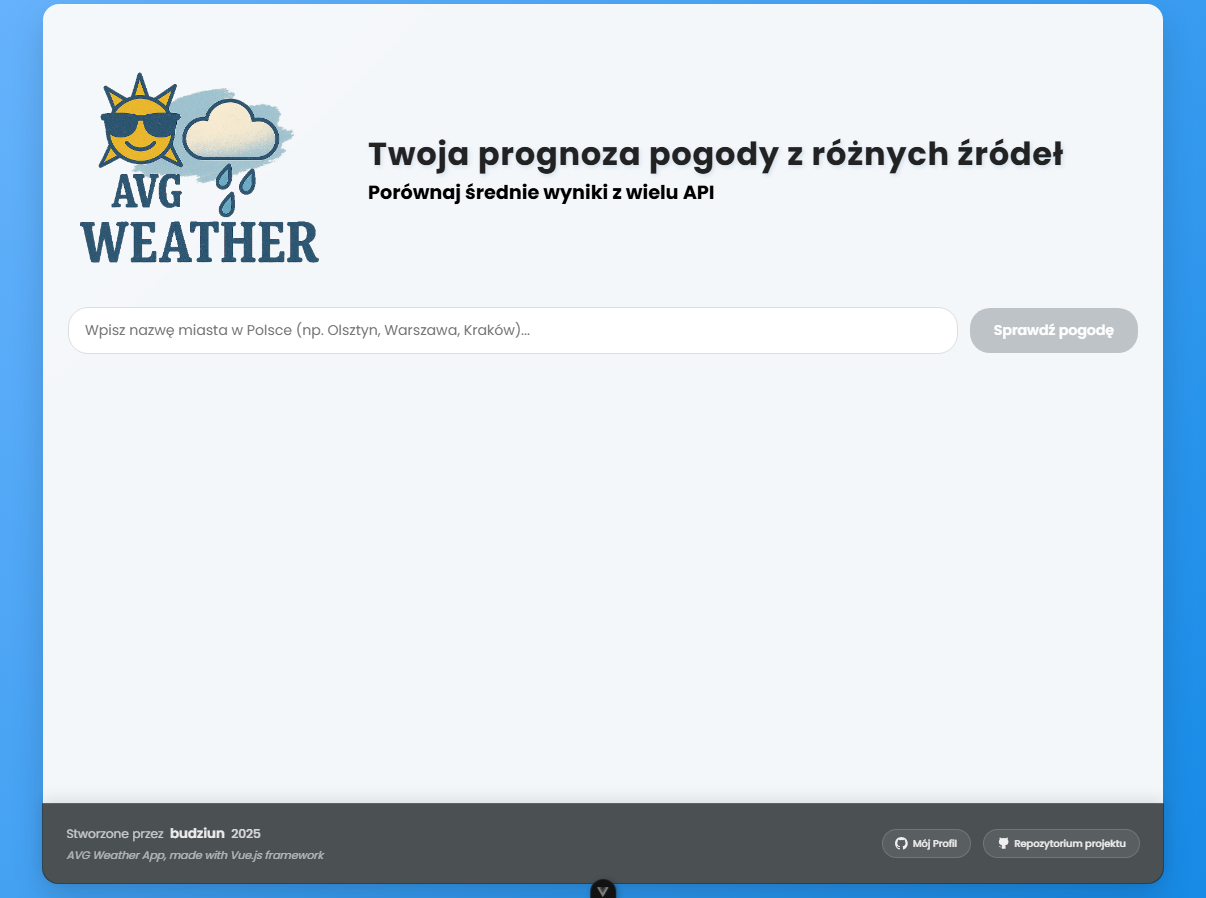 AVG
WEATHER
Twoja prognoza pogody z różnych źródeł
Porównaj średnie wyniki z wielu API
Wpisz nazwę miasta w Polsce (np. Olsztyn, Warszawa, Kraków)...
Sprawdź pogodę
Stworzone przez budziun 2025
AVG Weather App, made with Vue.js framework
Mój Profil
Repozytorium projektu